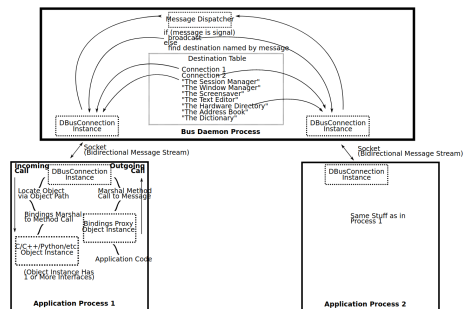 Message Dispatcher
if (message is signal)
broadcast
else
find destination named by message
Destination Table
Connection 1
Connection 2
"The Session Manager"
"The Window Manager"
"The Screensaver"
"The Text Editor"
"The Hardware Directory"
"The Address Book"
"The Dictionary"
DBusConnection
Instance
DBusConnection
Instance
Bus Daemon Process
Socket
(Bidirectional Message Stream)
Socket
(Bidirectional Message Stream)
Incoming
Call
DBusConnection
Instance
Outgoing
Call
Locate Object
via Object Path
Marshal Method
Call to Message
Bindings Marshal
to Method Call
Bindings Proxy
Object Instance
C/C++/Python/etc.
Object Instance
Application Code
(Object Instance Has
1 or More Interfaces)
Application Process 1
DBusConnection
Instance
Same Stuff as in
Process 1
Application Process 2